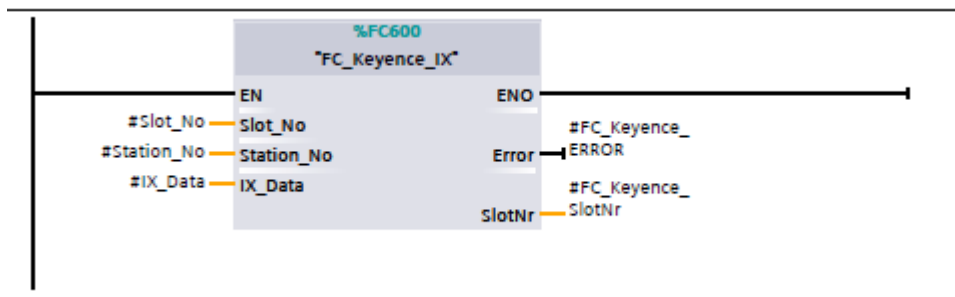 %FC600
"FC_Keyence_IX"
EN ENO
#Slot_No Slot_No
#FC_Keyence_
#Station_No Station_No Error ERROR
#IX_Data IX_Data
#FC_Keyence_
SlotNr SlotNr